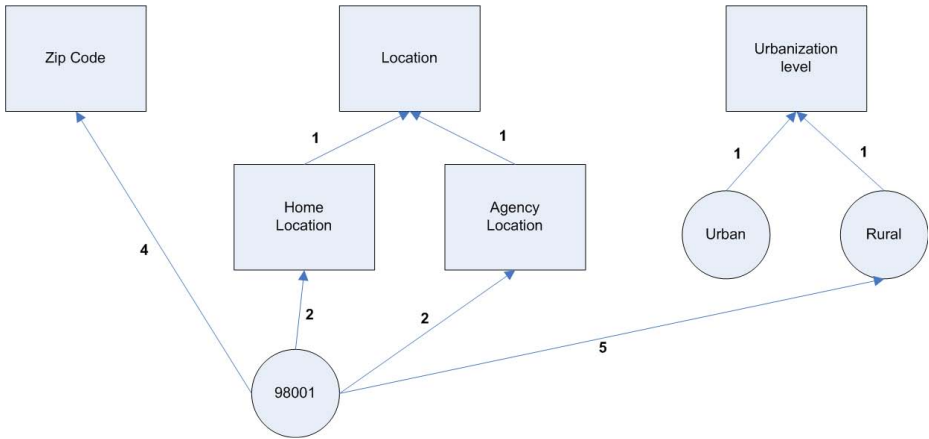 Zip Code
Location
Urbanization
level
1
1
1
1
Home
Location
Agency
Location
Urban
Rural
4
2
2
5
98001